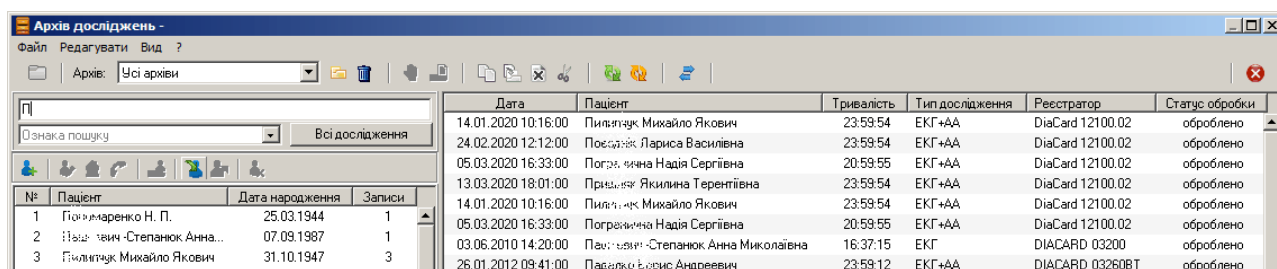 Архів досліджень -
Файл Редагувати Вид ?
Архів: Усі архіви
П
Ознака пошуку Всі дослідження
№ Пацієнт Дата народження Записи
1 Н. П. 25.03.1944 1
2 -Степанюк Анна... 07.09.1987 1
3 Михайло Якович 31.10.1947 3
Дата Пацієнт Тривалість Тип дослідження Реєстратор Статус обробки
14.01.2020 10:16:00 Михайло Якович 23:59:54 ЕКГ+АА DiaCard 12100.02 оброблено
24.02.2020 12:12:00 Лариса Василівна 23:59:54 ЕКГ+АА DiaCard 12100.02 оброблено
05.03.2020 16:33:00 Надія Сергіївна 20:59:55 ЕКГ+АА DiaCard 12100.02 оброблено
13.03.2020 18:01:00 Якилина Терентіївна 23:59:54 ЕКГ+АА DiaCard 12100.02 оброблено
14.01.2020 10:16:00 Михайло Якович 23:59:54 ЕКГ+АА DiaCard 12100.02 оброблено
05.03.2020 16:33:00 Надія Сергіївна 20:59:55 ЕКГ+АА DiaCard 12100.02 оброблено
03.06.2010 14:20:00 -Степанюк Анна Миколаївна 16:37:15 ЕКГ DIACARD 03200 оброблено
26.01.2012 09:41:00 Андреевич 23:59:12 ЕКГ+АА DIACARD 03260BT оброблено